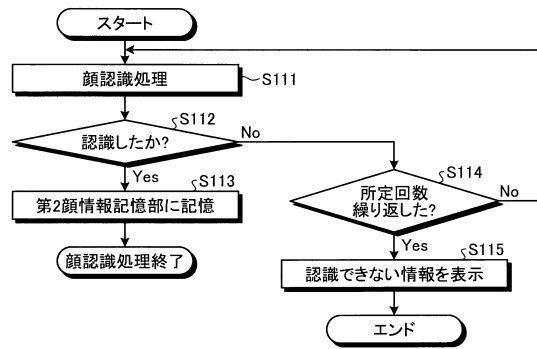 スタート
顔認識処理
S111
認識したか?
S112
No
Yes
S113
第2顔情報記憶部に記憶
顔認識処理終了
S114
所定回数
繰り返した?
No
Yes
S115
認識できない情報を表示
エンド